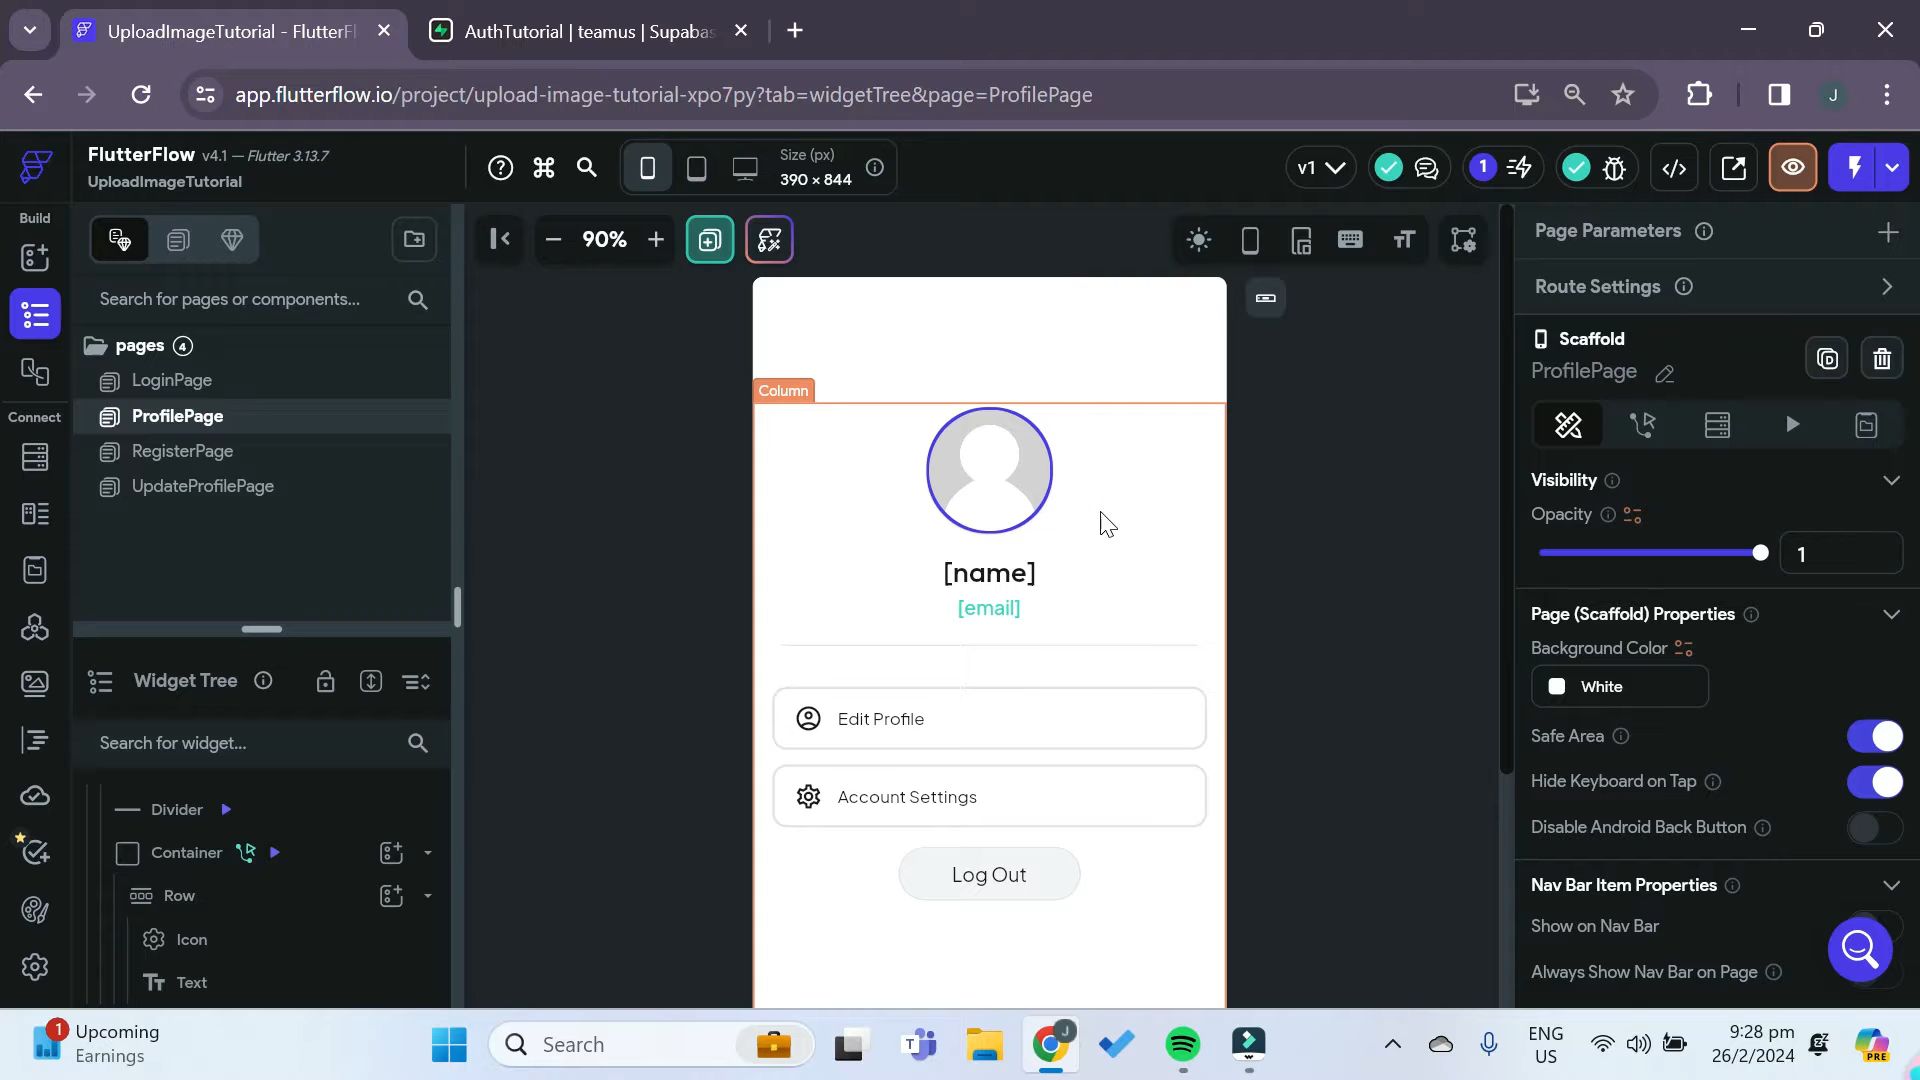 UploadImageTutorial - FlutterFl
AuthTutorial | teamus | Supabas
app.flutterflow.io/project/upload-image-tutorial-xpo7py?tab=widgetTree&page=ProfilePage
J
FlutterFlow v4.1 — Flutter 3.13.7
UploadImageTutorial
Size (px)
390 × 844
v1
1
Build
90%
Page Parameters
Search for pages or components...
Route Settings
pages 4
LoginPage
ProfilePage
RegisterPage
UpdateProfilePage
Connect
Column
[name]
[email]
Edit Profile
Account Settings
Log Out
Scaffold
ProfilePage
Visibility
Opacity
1
Page (Scaffold) Properties
Background Color
White
Safe Area
Hide Keyboard on Tap
Disable Android Back Button
Nav Bar Item Properties
Show on Nav Bar
Always Show Nav Bar on Page
Widget Tree
Search for widget...
Divider
Container
Row
Icon
Tt Text
1
Upcoming
Earnings
Search
J
ENG
US
9:28 pm
26/2/2024
PRE